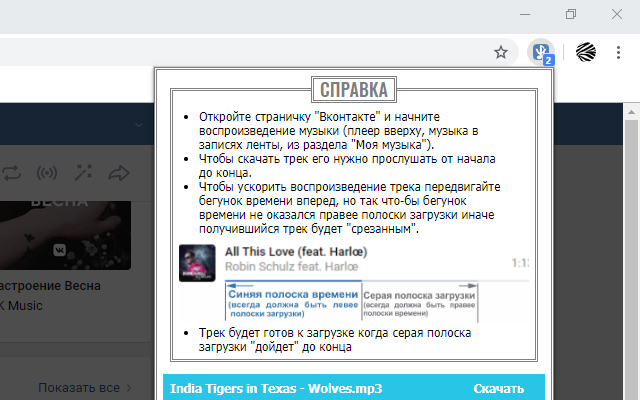 2
СПРАВКА
• Откройте страничку "Вконтакте" и начните
воспроизведение музыки (плеер вверху, музыка в
записях ленты, из раздела "Моя музыка").
• Чтобы скачать трек его нужно прослушать от начала
до конца.
• Чтобы ускорить воспроизведение трека передвигайте
бегунок времени вперед, но так что-бы бегунок
времени не оказался правее полоски загрузки иначе
получившийся трек будет "срезанным".
ВЕСНА
All This Love (feat. Harlœ)
Robin Schulz feat. Harlœ
Синяя полоска времени
(всегда должна быть левее
полоски загрузки)
Серая полоска загрузки
(всегда должны быть правее
полоски времени)
• Трек будет готов к загрузке когда серая полоска
загрузки "дойдет" до конца
астроение Весна
K Music
Показать все
India Tigers in Texas - Wolves.mp3
Скачать